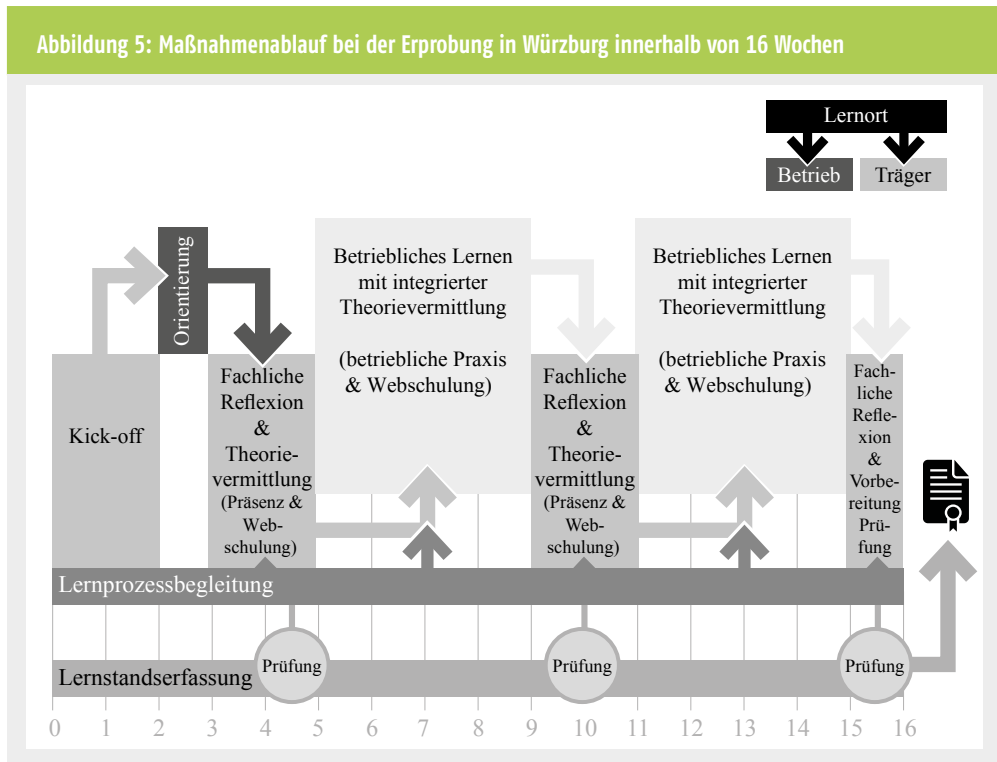 Abbildung 5: Maßnahmenablauf bei der Erprobung in Würzburg innerhalb von 16 Wochen
Lernort
Betrieb
Träger
Orientierung
Kick-off
Fachliche
Reflexion
&
Theorie-
vermittlung
(Präsenz &
Web-
schulung)
Betriebliches Lernen
mit integrierter
Theorievermittlung
(betriebliche Praxis
& Webschulung)
Fachliche
Reflexion
&
Theorie-
vermittlung
(Präsenz &
Web-
schulung)
Betriebliches Lernen
mit integrierter
Theorievermittlung
(betriebliche Praxis
& Webschulung)
Fach-
liche
Refle-
xion
&
Vorbe-
reitung
Prü-
fung
Lernprozessbegleitung
Lernstandserfassung
Prüfung
Prüfung
Prüfung
0 1 2 3 4 5 6 7 8 9 10 11 12 13 14 15 16